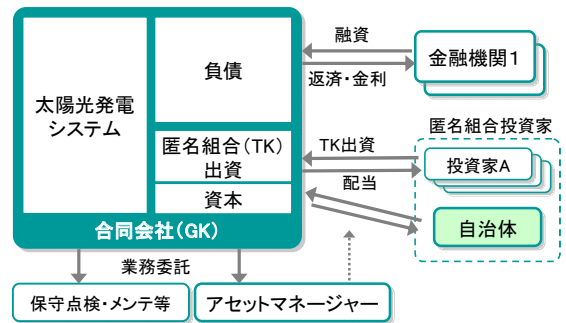 太陽光発電
システム
負債
匿名組合(TK)
出資
資本
合同会社(GK)
融資
返済・金利
金融機関1
匿名組合投資家
TK出資
配当
投資家A
自治体
業務委託
保守点検・メンテ等
アセットマネージャー